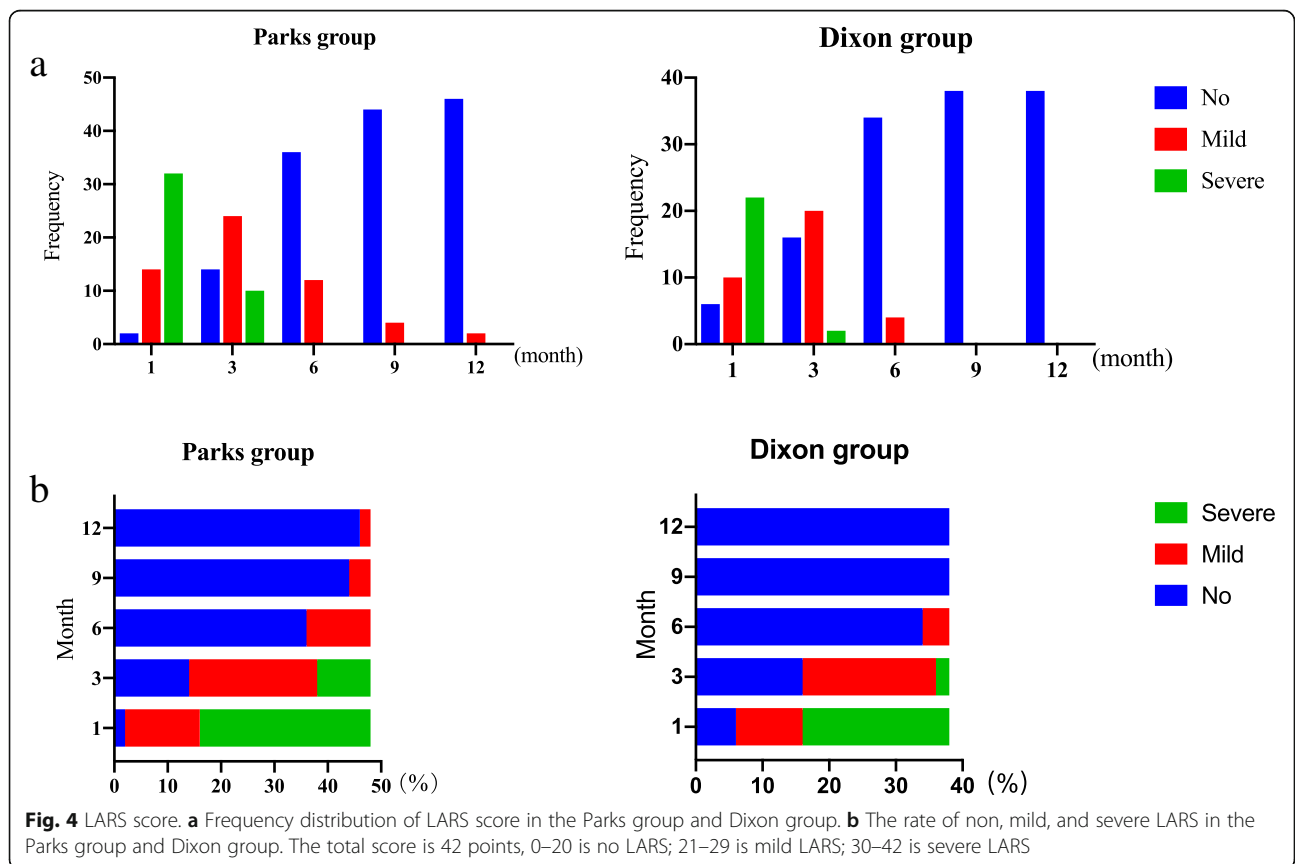 Parks group
Dixon group
a
50
40
30
20
10
0
Frequency
1 3 6 9 12 (month)
40
30
20
10
0
Frequency
1 3 6 9 12 (month)
No
Mild
Severe
b
Parks group
Dixon group
12
9
6
3
1
Month
0 10 20 30 40 50 (%)
12
9
6
3
1
Month
0 10 20 30 40 (%)
Severe
Mild
No
Fig. 4 LARS score. a Frequency distribution of LARS score in the Parks group and Dixon group. b The rate of non, mild, and severe LARS in the
Parks group and Dixon group. The total score is 42 points, 0–20 is no LARS; 21–29 is mild LARS; 30–42 is severe LARS